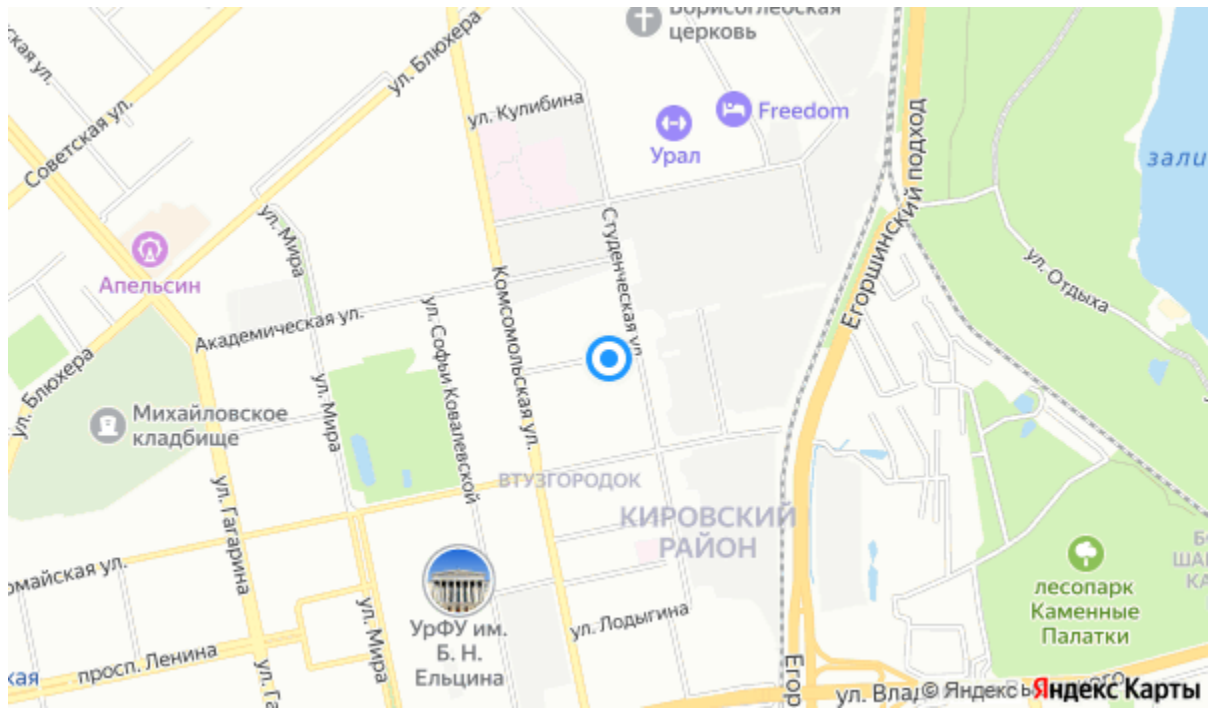 Борисоглебская
церковь
ская ул.
ул. Блюхера
Советская ул.
ул. Кулибина
Freedom
Урал
Егоршинский подход
ул. Мира
Студенческая ул.
ул. Отдыха
Апельсин
Комсомольская ул.
Академическая ул.
ул. Софьи Ковалевской
ул. Блюхера
ул. Мира
Михайловское
кладбище
ВТУЗГОРОДОК
ул. Гагарина
КИРОВСКИЙ
РАЙОН
омайская ул.
лесопарк
Каменные
Палатки
УрФУ им.
Б. Н.
Ельцина
ул. Мира
ул. Лодыгина
просп. Ленина
ская
ул. Га
Егор
ул. Влад
© Яндекс
Яндекс Карты